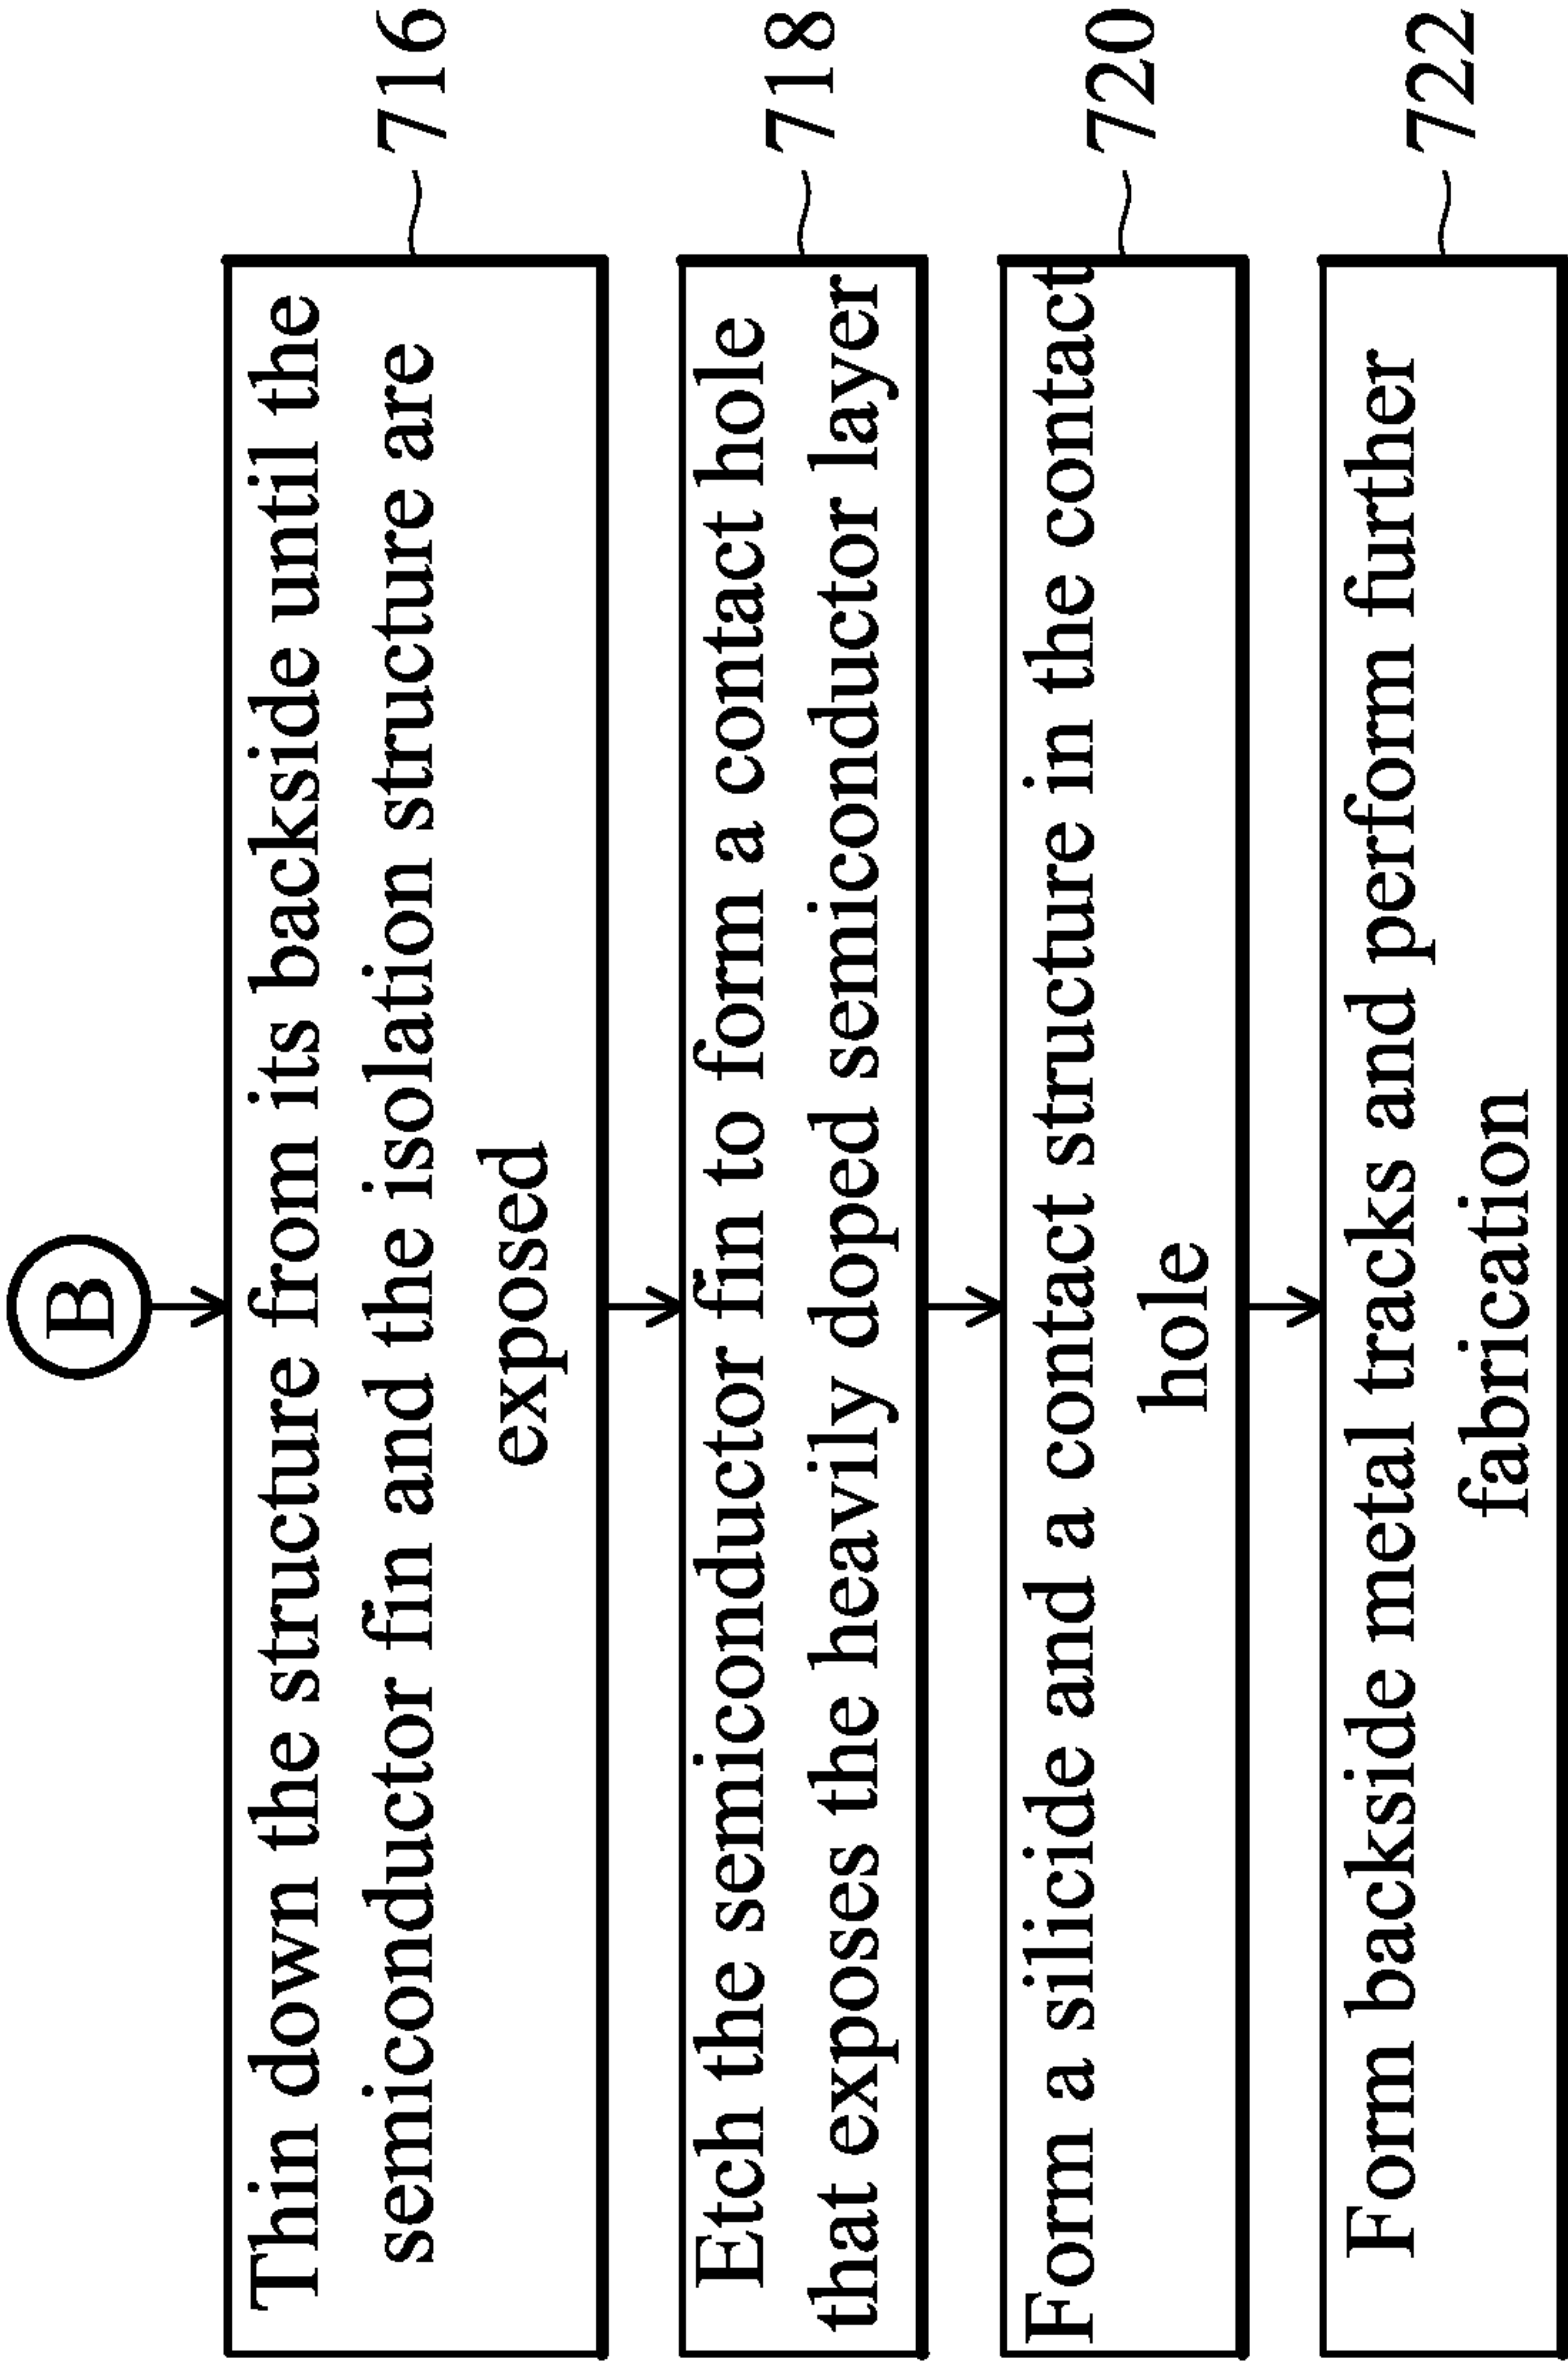 B
Thin down the structure from its backside until the
semiconductor fin and the isolation structure are
exposed
716
Etch the semiconductor fin to form a contact hole
that exposes the heavily doped semiconductor layer
718
Form a silicide and a contact structure in the contact
hole
720
Form backside metal tracks and perform further
fabrication
722